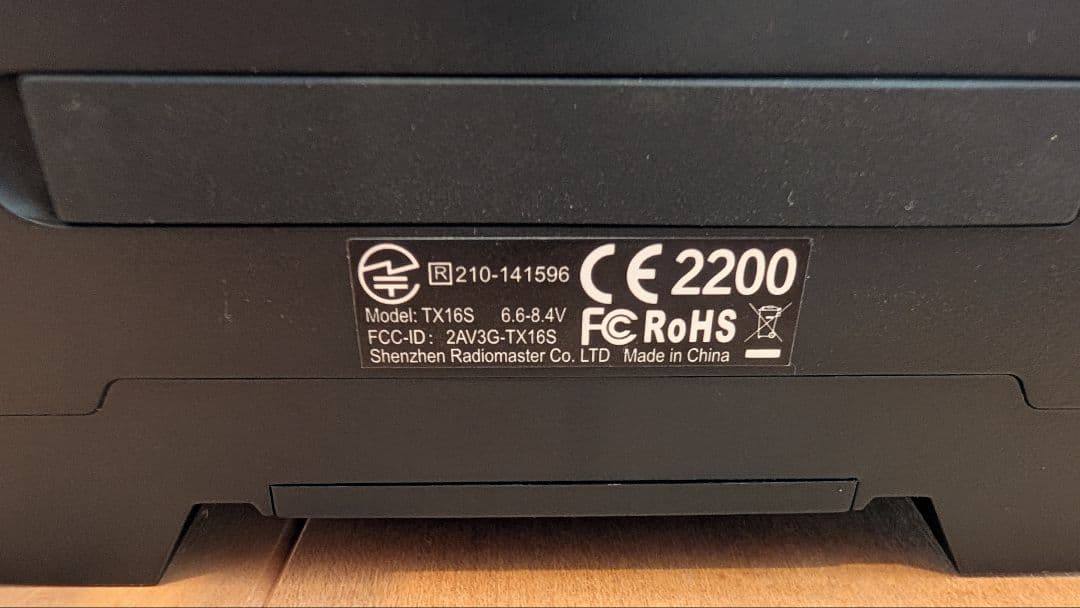 R 210-141596 CE 2200
Model: TX16S 6.6-8.4V
FCC-ID: 2AV3G-TX16S FC RoHS
Shenzhen Radiomaster Co. LTD Made in China